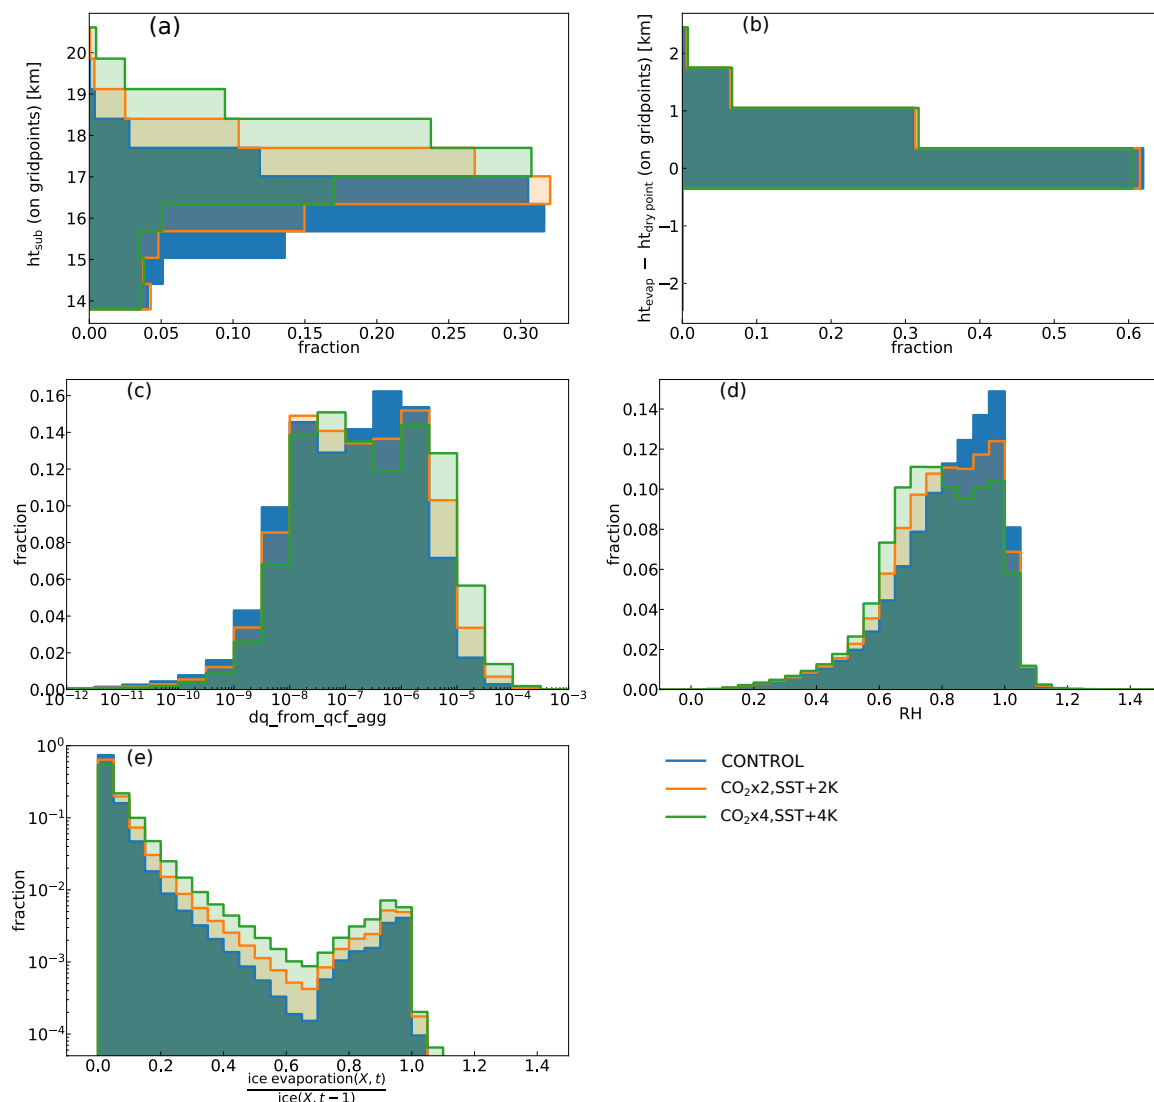 (a)
20
19
18
17
16
15
14
ht_sub (on gridpoints) [km]
0.00 0.05 0.10 0.15 0.20 0.25 0.30
fraction
(b)
2
1
0
−1
−2
ht_evap − ht_dry point (on gridpoints) [km]
0.0 0.1 0.2 0.3 0.4 0.5 0.6
fraction
(c)
0.16
0.14
0.12
0.10
0.08
0.06
0.04
0.02
0.00
fraction
10⁻¹² 10⁻¹¹ 10⁻¹⁰ 10⁻⁹ 10⁻⁸ 10⁻⁷ 10⁻⁶ 10⁻⁵ 10⁻⁴ 10⁻³
dq_from_qcf_agg
(d)
0.14
0.12
0.10
0.08
0.06
0.04
0.02
0.00
fraction
0.0 0.2 0.4 0.6 0.8 1.0 1.2 1.4
RH
(e)
10⁰
10⁻¹
10⁻²
10⁻³
10⁻⁴
fraction
0.0 0.2 0.4 0.6 0.8 1.0 1.2 1.4
ice evaporation(X, t)
ice(X, t − 1)
CONTROL
CO₂x2,SST+2K
CO₂x4,SST+4K